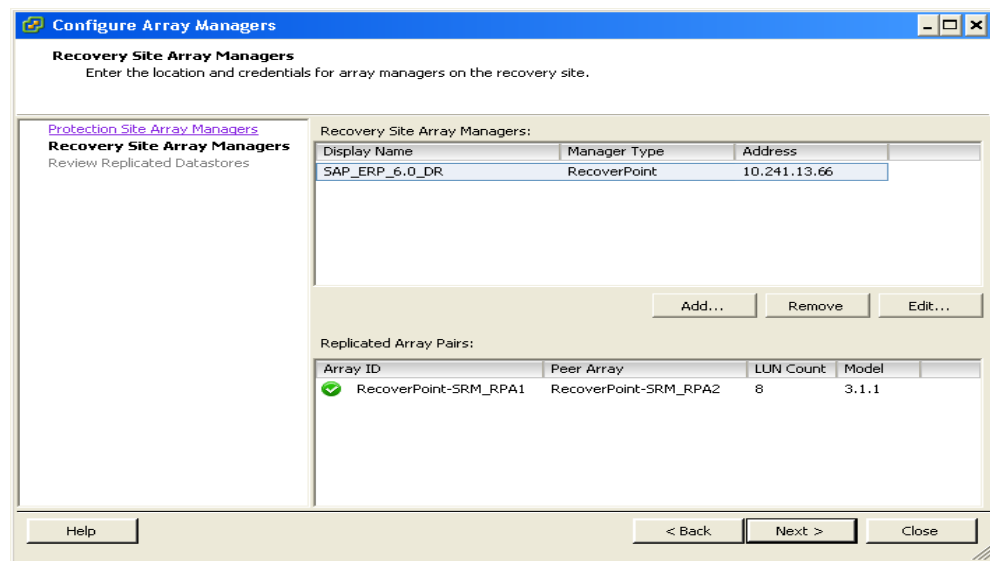 Configure Array Managers
Recovery Site Array Managers
Enter the location and credentials for array managers on the recovery site.
Protection Site Array Managers
Recovery Site Array Managers
Review Replicated Datastores
Recovery Site Array Managers:
Display Name Manager Type Address
SAP_ERP_6.0_DR RecoverPoint 10.241.13.66
Add... Remove Edit...
Replicated Array Pairs:
Array ID Peer Array LUN Count Model
RecoverPoint-SRM_RPA1 RecoverPoint-SRM_RPA2 8 3.1.1
Help < Back Next > Close